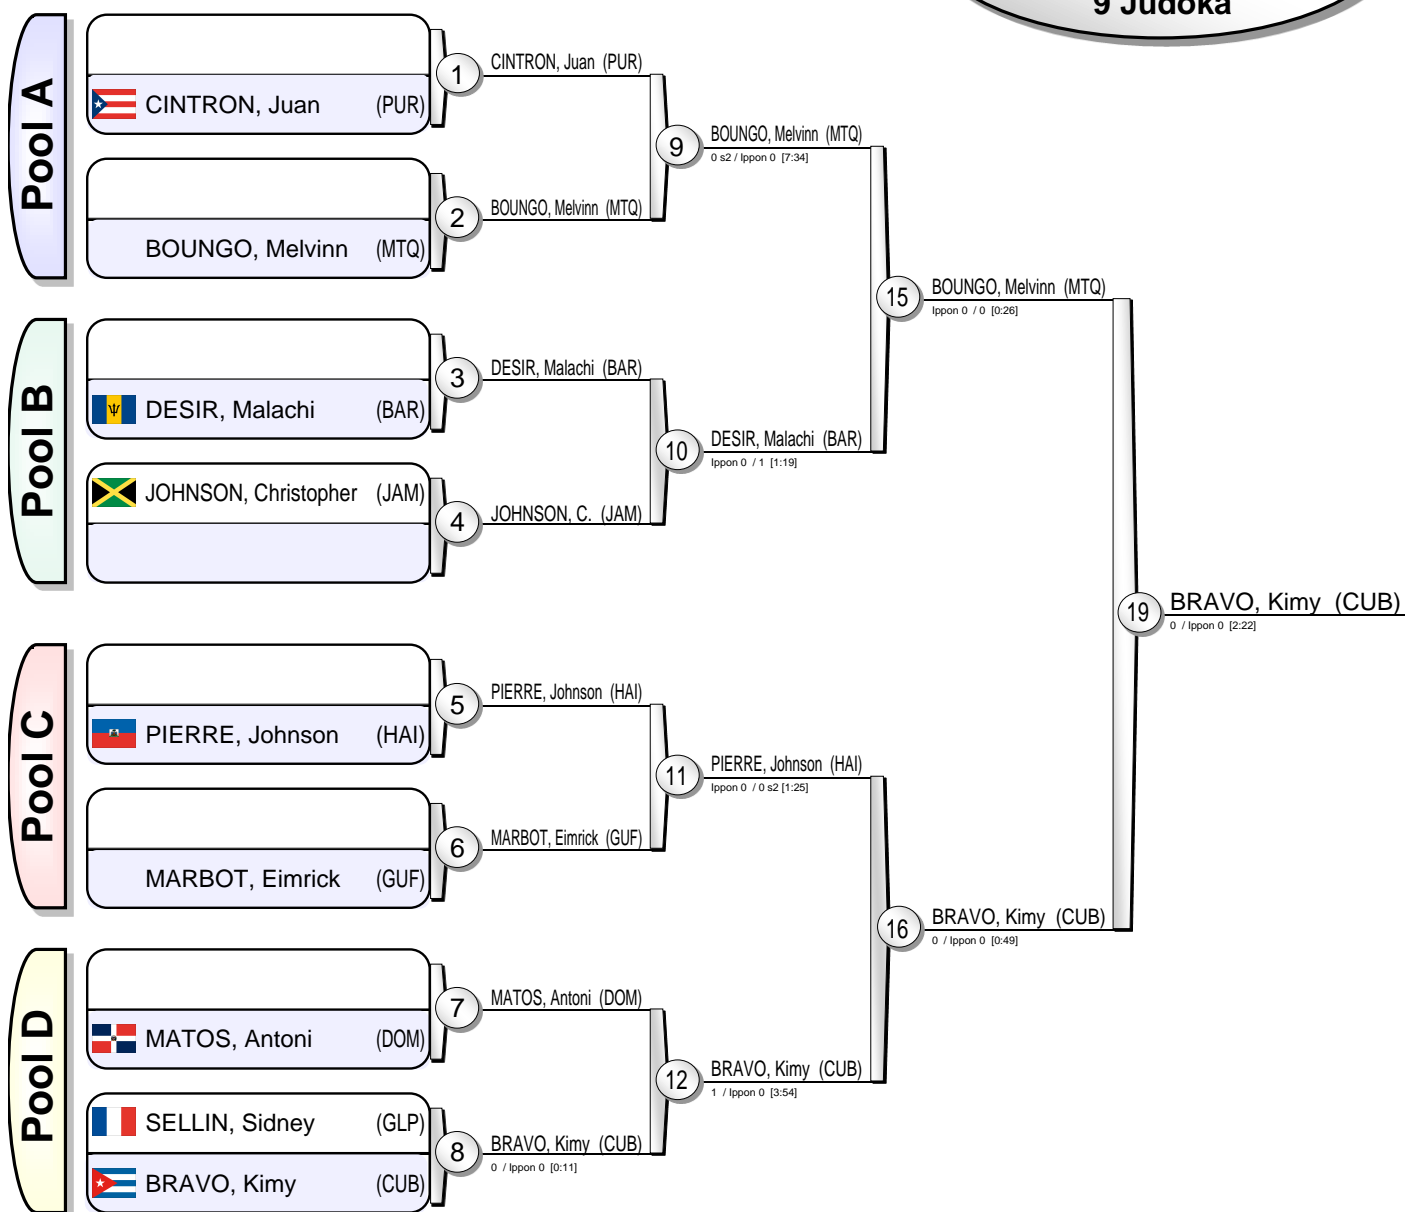 9 Judoka
Pool A
CINTRON, Juan (PUR)
BOUNGO, Melvinn (MTQ)
1
CINTRON, Juan (PUR)
2
BOUNGO, Melvinn (MTQ)
9
BOUNGO, Melvinn (MTQ)
0 s2 / Ippon 0 [7:34]
Pool B
DESIR, Malachi (BAR)
JOHNSON, Christopher (JAM)
3
DESIR, Malachi (BAR)
4
JOHNSON, C. (JAM)
10
DESIR, Malachi (BAR)
Ippon 0 / 1 [1:19]
15
BOUNGO, Melvinn (MTQ)
Ippon 0 / 0 [0:26]
Pool C
PIERRE, Johnson (HAI)
MARBOT, Eimrick (GUF)
5
PIERRE, Johnson (HAI)
6
MARBOT, Eimrick (GUF)
11
PIERRE, Johnson (HAI)
Ippon 0 / 0 s2 [1:25]
Pool D
MATOS, Antoni (DOM)
SELLIN, Sidney (GLP)
BRAVO, Kimy (CUB)
7
MATOS, Antoni (DOM)
8
BRAVO, Kimy (CUB)
0 / Ippon 0 [0:11]
12
BRAVO, Kimy (CUB)
1 / Ippon 0 [3:54]
16
BRAVO, Kimy (CUB)
0 / Ippon 0 [0:49]
19
BRAVO, Kimy (CUB)
0 / Ippon 0 [2:22]